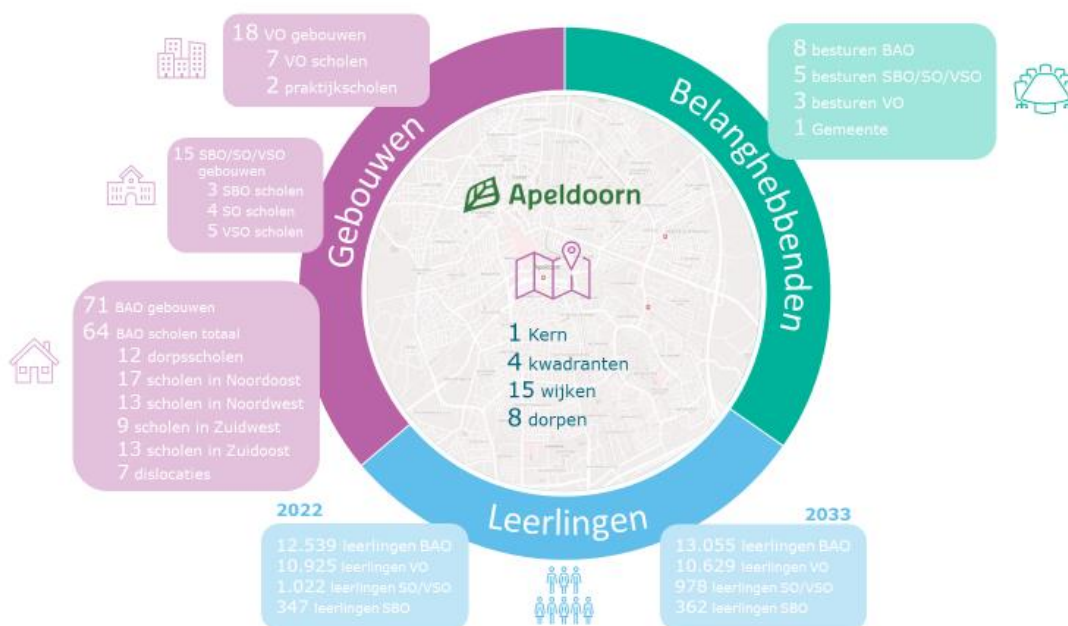 18 VO gebouwen
7 VO scholen
2 praktijkscholen
15 SBO/SO/VSO
gebouwen
3 SBO scholen
4 SO scholen
5 VSO scholen
71 BAO gebouwen
64 BAO scholen totaal
12 dorpsscholen
17 scholen in Noordoost
13 scholen in Noordwest
9 scholen in Zuidwest
13 scholen in Zuidoost
7 dislocaties
Gebouwen
Belanghebbenden
8 besturen BAO
5 besturen SBO/SO/VSO
3 besturen VO
1 Gemeente
Apeldoorn
1 Kern
4 kwadranten
15 wijken
8 dorpen
Leerlingen
2022
12.539 leerlingen BAO
10.925 leerlingen VO
1.022 leerlingen SO/VSO
347 leerlingen SBO
2033
13.055 leerlingen BAO
10.629 leerlingen VO
978 leerlingen SO/VSO
362 leerlingen SBO